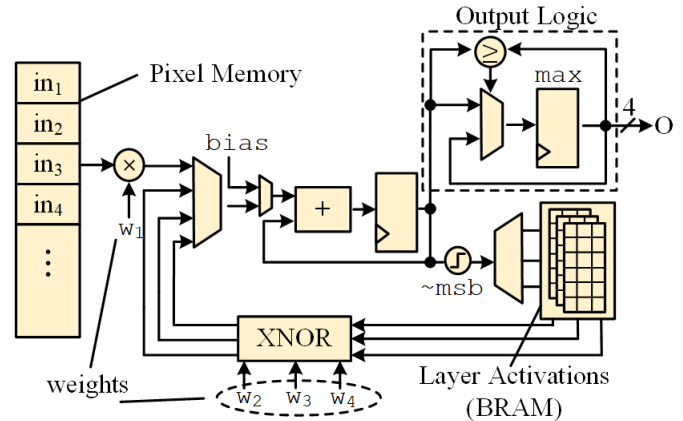 Output Logic
Pixel Memory
in1
in2
in3
in4
⋮
×
w1
bias
+
≥
max
4
O
~msb
XNOR
weights
w2 w3 w4
Layer Activations
(BRAM)